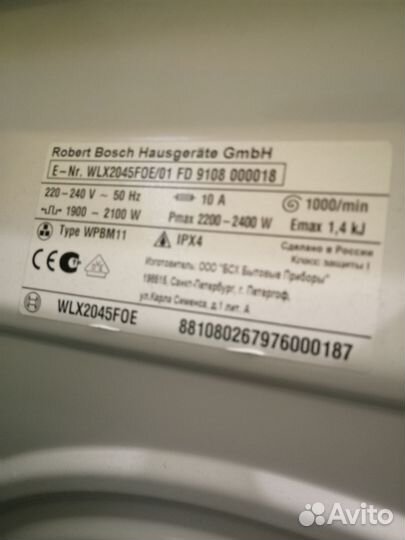 Robert Bosch Hausgeräte GmbH
E-Nr. WLX2045FOE/01 FD 9108 000018
220-240 V ~ 50 Hz 10 A 1000/min
1900 - 2100 W Pmax 2200-2400 W Emax 1,4 kJ
Type WPBM11 IPX4 Сделано в России
Класс защиты I
Изготовитель: ООО "БСХ Бытовые Приборы"
198515, Санкт-Петербург, г. Петергоф,
ул.Карла Сименса, д.1 лит. А
CE
WLX2045FOE 881080267976000187
Avito